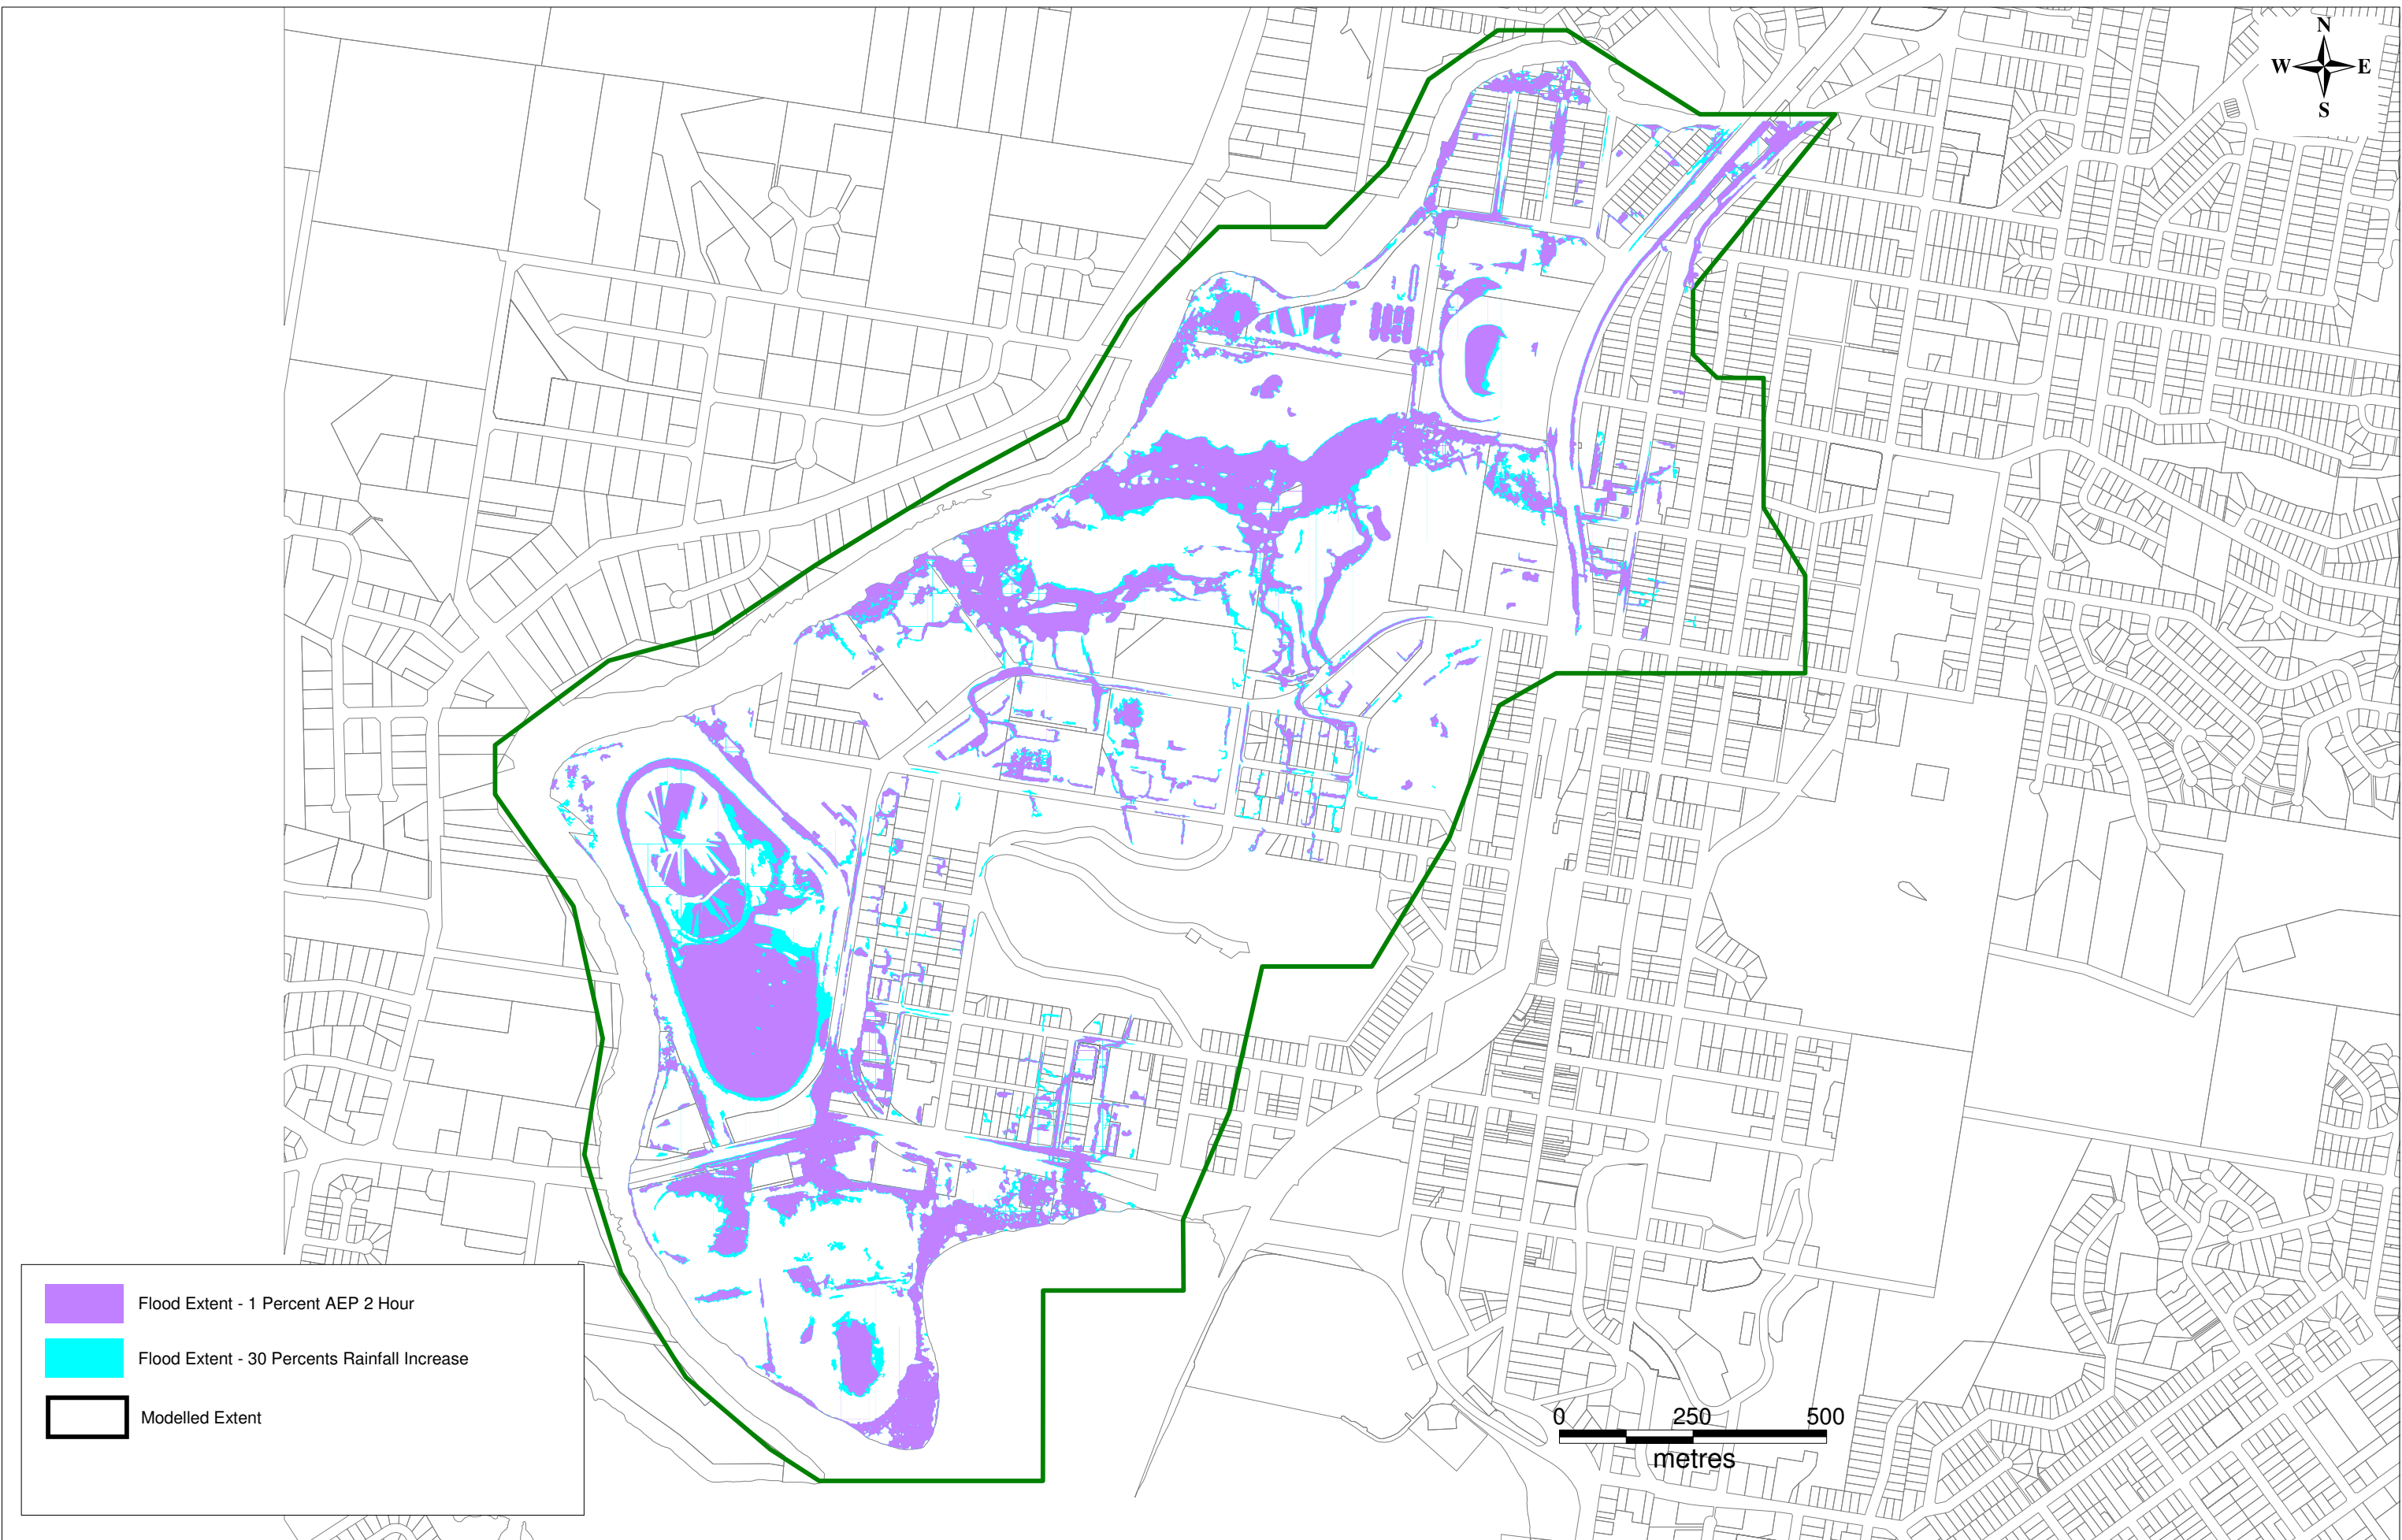 N
W E
S
Flood Extent - 1 Percent AEP 2 Hour
Flood Extent - 30 Percents Rainfall Increase
Modelled Extent
0 250 500
metres